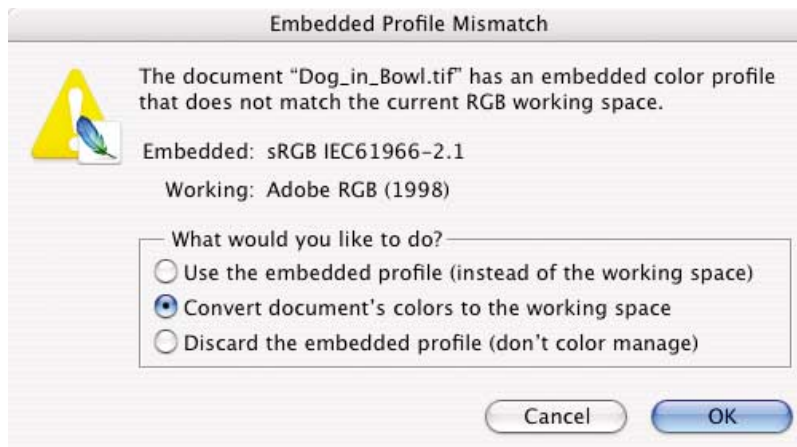 Embedded Profile Mismatch
The document “Dog_in_Bowl.tif” has an embedded color profile
that does not match the current RGB working space.
Embedded: sRGB IEC61966-2.1
Working: Adobe RGB (1998)
What would you like to do?
Use the embedded profile (instead of the working space)
Convert document's colors to the working space
Discard the embedded profile (don't color manage)
Cancel OK